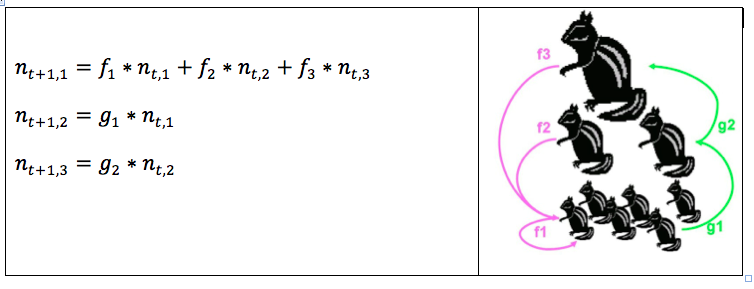 n_{t+1,1} = f_1 * n_{t,1} + f_2 * n_{t,2} + f_3 * n_{t,3}
n_{t+1,2} = g_1 * n_{t,1}
n_{t+1,3} = g_2 * n_{t,2}
f3
f2
g2
f1
g1